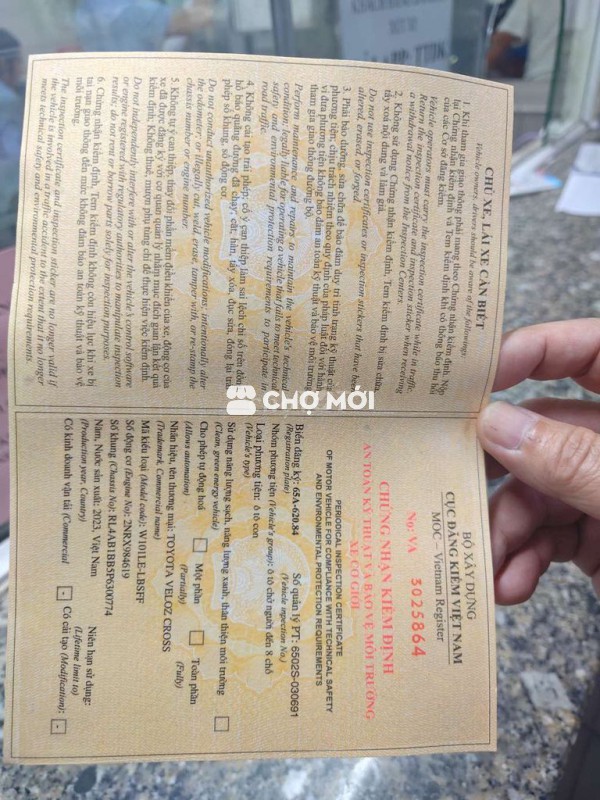 CHỦ XE, LÁI XE CẦN BIẾT
Vehicle owners, drivers should be aware of the followings:
1. Khi tham gia giao thông phải mang theo Chứng nhận kiểm định. Nộp
lại Chứng nhận kiểm định và Tem kiểm định khi có thông báo thu hồi
của các Cơ sở đăng kiểm.
Vehicle operators must carry the inspection certificate while in traffic.
Return the inspection certificate and inspection sticker when receiving
a withdrawal notice from the Inspection Centers.
2. Không sử dụng Chứng nhận kiểm định, Tem kiểm định bị sửa chữa,
tẩy xoá nội dung và làm giả.
Do not use inspection certificates or inspection stickers that have been
altered, erased, or forged.
3. Phải bảo dưỡng, sửa chữa để bảo đảm duy trì tình trạng kỹ thuật của
phương tiện; chịu trách nhiệm theo quy định của pháp luật đối với hành
vi đưa phương tiện không bảo đảm an toàn kỹ thuật và bảo vệ môi trường
tham gia giao thông đường bộ.
Perform maintenance and repairs to maintain the vehicle's technical
condition; legally liable for operating a vehicle that fails to meet technical
safety and environmental protection requirements to participate in
road traffic.
4. Không cải tạo trái phép; cố ý can thiệp làm sai lệch chỉ số trên đồng
hồ báo quãng đường đã chạy; cắt, hàn, tẩy xóa, đục sửa, đóng lại trái
phép số khung, số động cơ.
Do not conduct unauthorized vehicle modifications; intentionally alter
the odometer; or illegally cut, weld, erase, tamper with, or re-stamp the
chassis number or engine number.
5. Không tự ý can thiệp, thay đổi phần mềm điều khiển của xe, động cơ của
xe đã được đăng ký với cơ quan quản lý nhằm mục đích gian lận kết quả
kiểm định; Không thuê, mượn phụ tùng chỉ để thực hiện việc kiểm định.
Do not independently interfere with or alter the vehicle's control software
or engine registered with regulatory authorities to manipulate inspection
results; do not rent or borrow parts solely for inspection purposes.
6. Chứng nhận kiểm định, Tem kiểm định không còn hiệu lực khi xe bị
tai nạn giao thông đến mức không đảm bảo an toàn kỹ thuật và bảo vệ
môi trường.
The inspection certificate and inspection sticker are no longer valid if
the vehicle is involved in a traffic accident to the extent that it no longer
meets technical safety and environmental protection requirements.
CHỢ MỚI
BỘ XÂY DỰNG
CỤC ĐĂNG KIỂM VIỆT NAM
MOC – Vietnam Register
No: VA 3025864
CHỨNG NHẬN KIỂM ĐỊNH
AN TOÀN KỸ THUẬT VÀ BẢO VỆ MÔI TRƯỜNG
XE CƠ GIỚI
PERIODICAL INSPECTION CERTIFICATE
OF MOTOR VEHICLE FOR COMPLIANCE WITH TECHNICAL SAFETY
AND ENVIRONMENTAL PROTECTION REQUIREMENTS
Biển đăng ký: 65A-620.84 Số quản lý PT: 6502S-030691
(Registration plate) (Vehicle inpection No.)
Nhóm phương tiện (Vehicle's group): ô tô chở người đến 8 chỗ
Loại phương tiện: ô tô con
(Vehicle's type)
Sử dụng năng lượng sạch, năng lượng xanh, thân thiện môi trường
(Clean, green energy vehicle)
Cho phép tự động hoá Một phần Toàn phần
(Allows automation) (Partially) (Fully)
Nhãn hiệu, tên thương mại: TOYOTA VELOZ CROSS
(Trademark, Commercial name)
Mã kiểu loại (Model code): W101LE-LBSFF
Số động cơ (Engine No): 2NRX984619
Số khung (Chassis No): RL4AB1BB5P6300774
Năm, Nước sản xuất: 2023, Việt Nam Niên hạn sử dụng:
(Production year, Country) (Lifetime limit to)
Có kinh doanh vận tải (Commercial - Có cải tạo (Modification): -